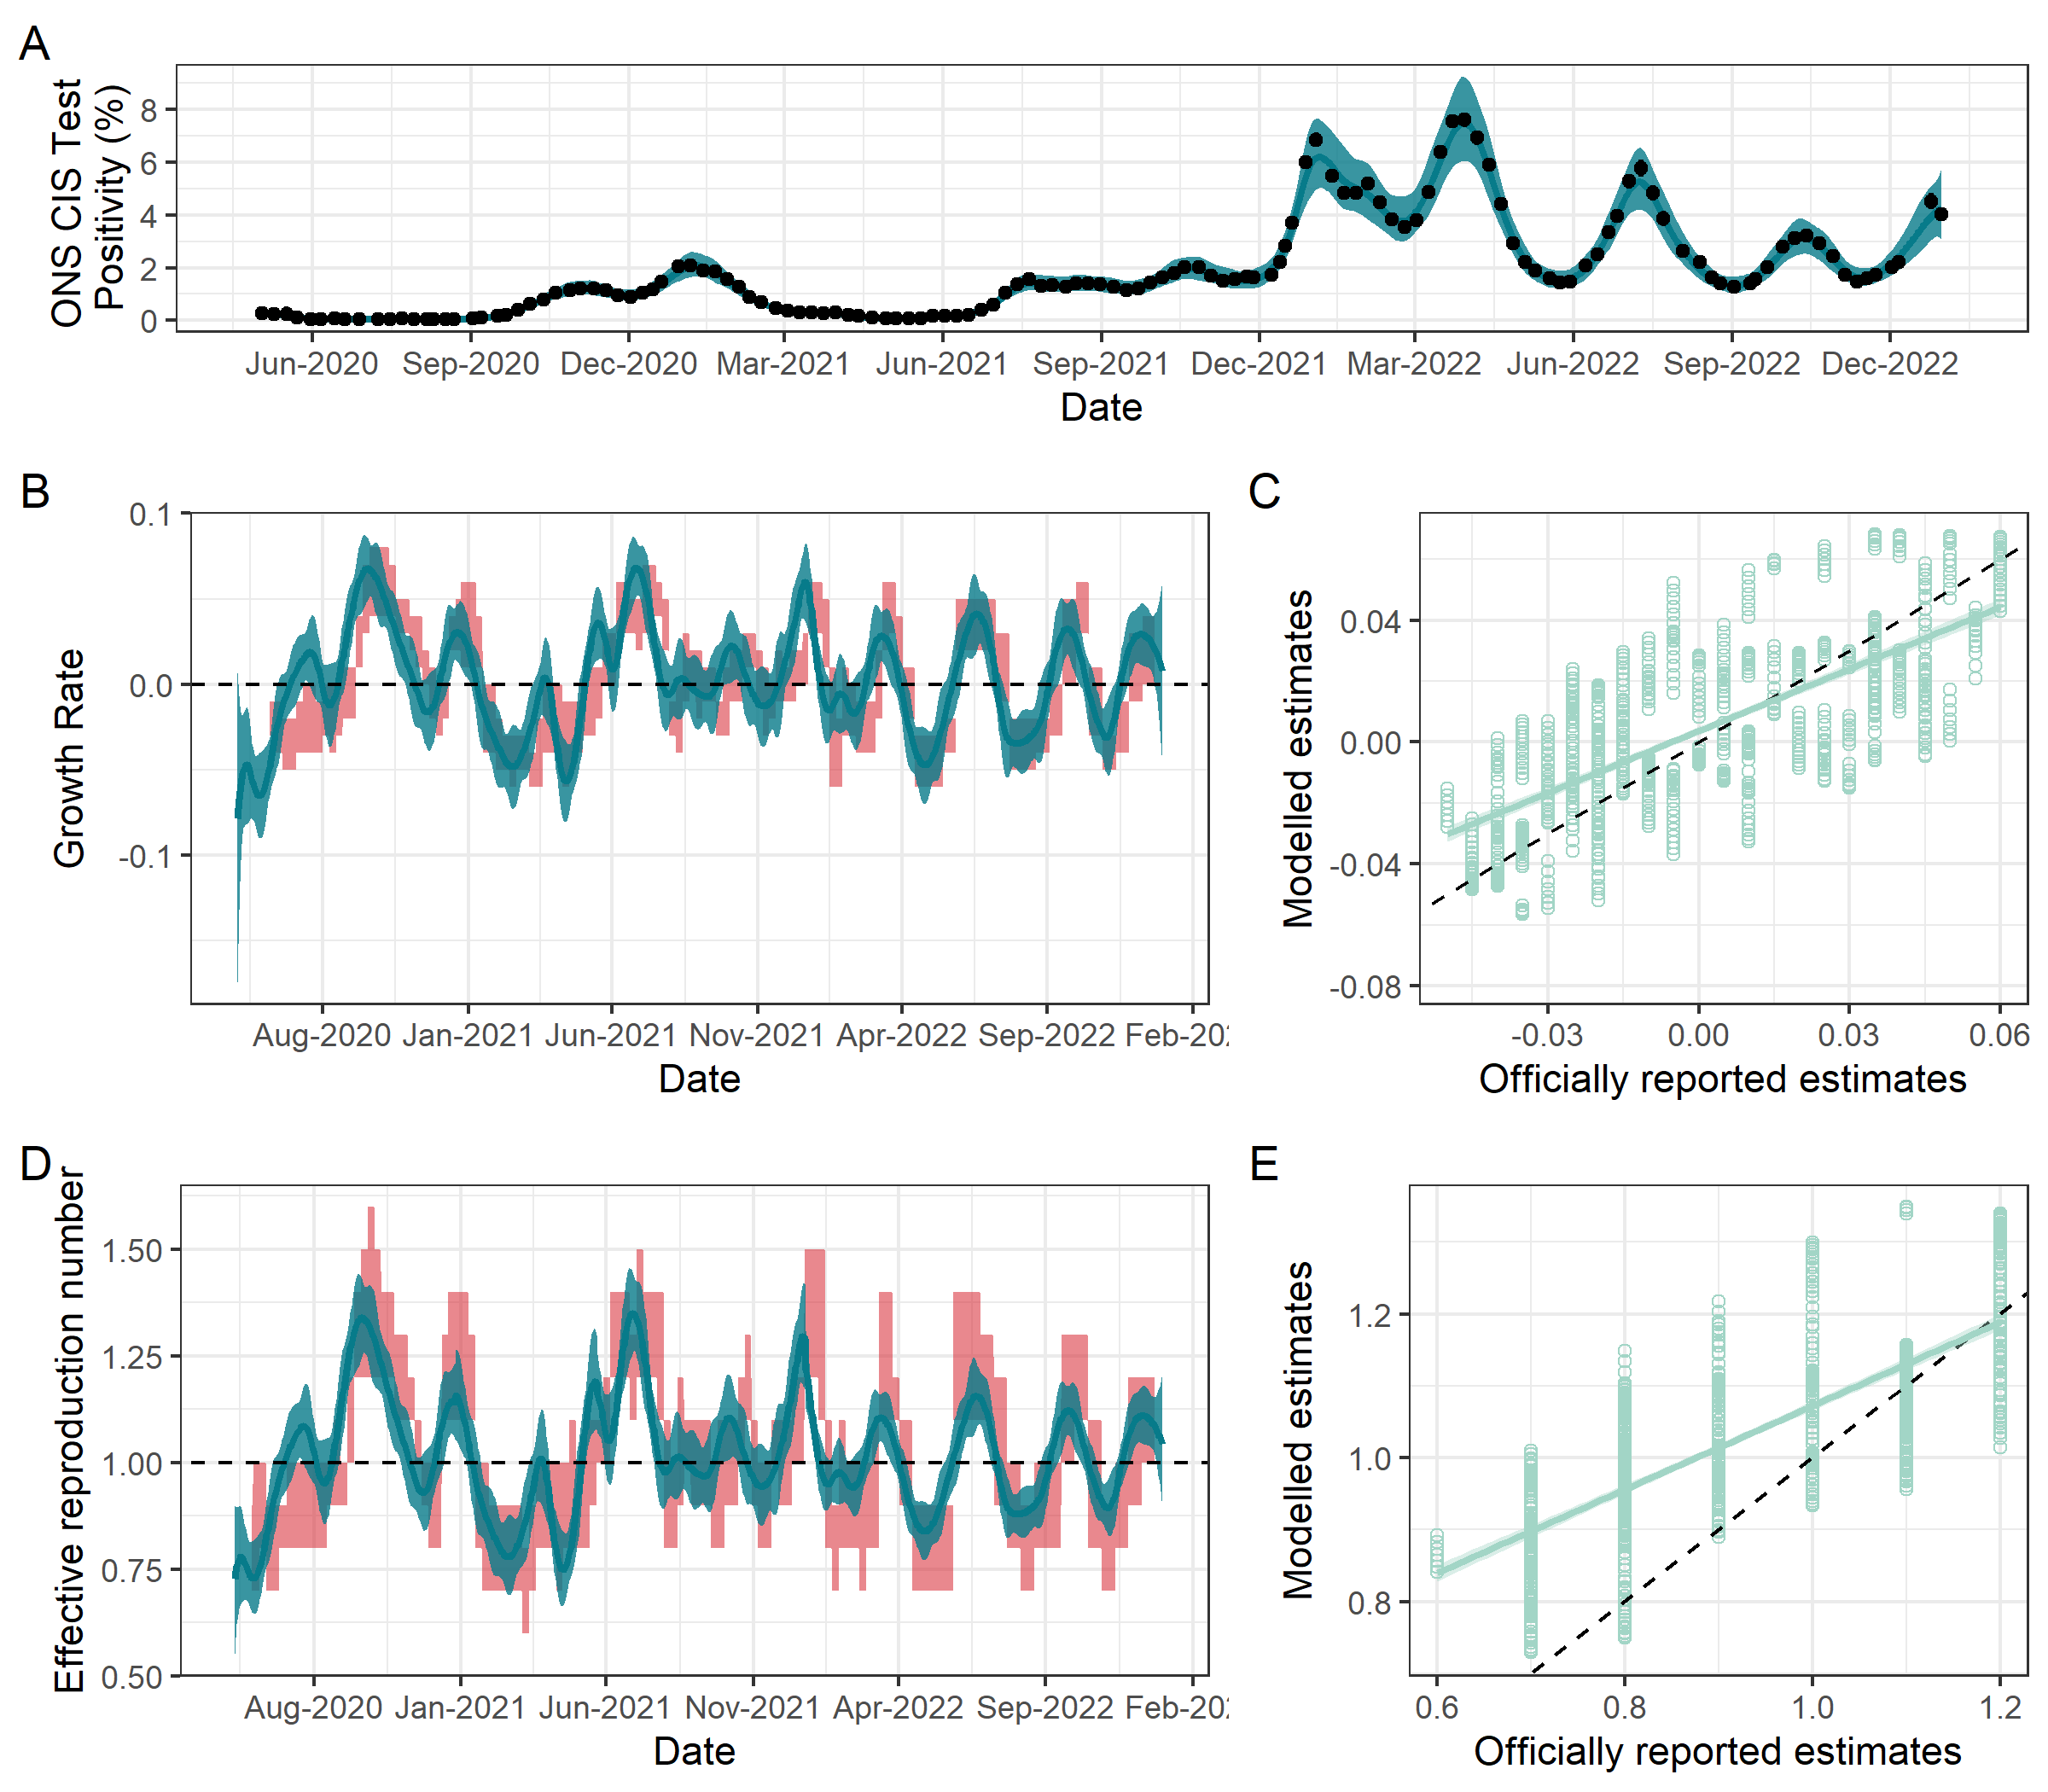 A
ONS CIS Test
Positivity (%)
8
6
4
2
0
Jun-2020 Sep-2020 Dec-2020 Mar-2021 Jun-2021 Sep-2021 Dec-2021 Mar-2022 Jun-2022 Sep-2022 Dec-2022
Date
B
Growth Rate
0.1
0.0
-0.1
Aug-2020 Jan-2021 Jun-2021 Nov-2021 Apr-2022 Sep-2022 Feb-202
Date
C
Modelled estimates
0.04
0.00
-0.04
-0.08
-0.03 0.00 0.03 0.06
Officially reported estimates
D
Effective reproduction number
1.50
1.25
1.00
0.75
0.50
Aug-2020 Jan-2021 Jun-2021 Nov-2021 Apr-2022 Sep-2022 Feb-202
Date
E
Modelled estimates
1.2
1.0
0.8
0.6 0.8 1.0 1.2
Officially reported estimates